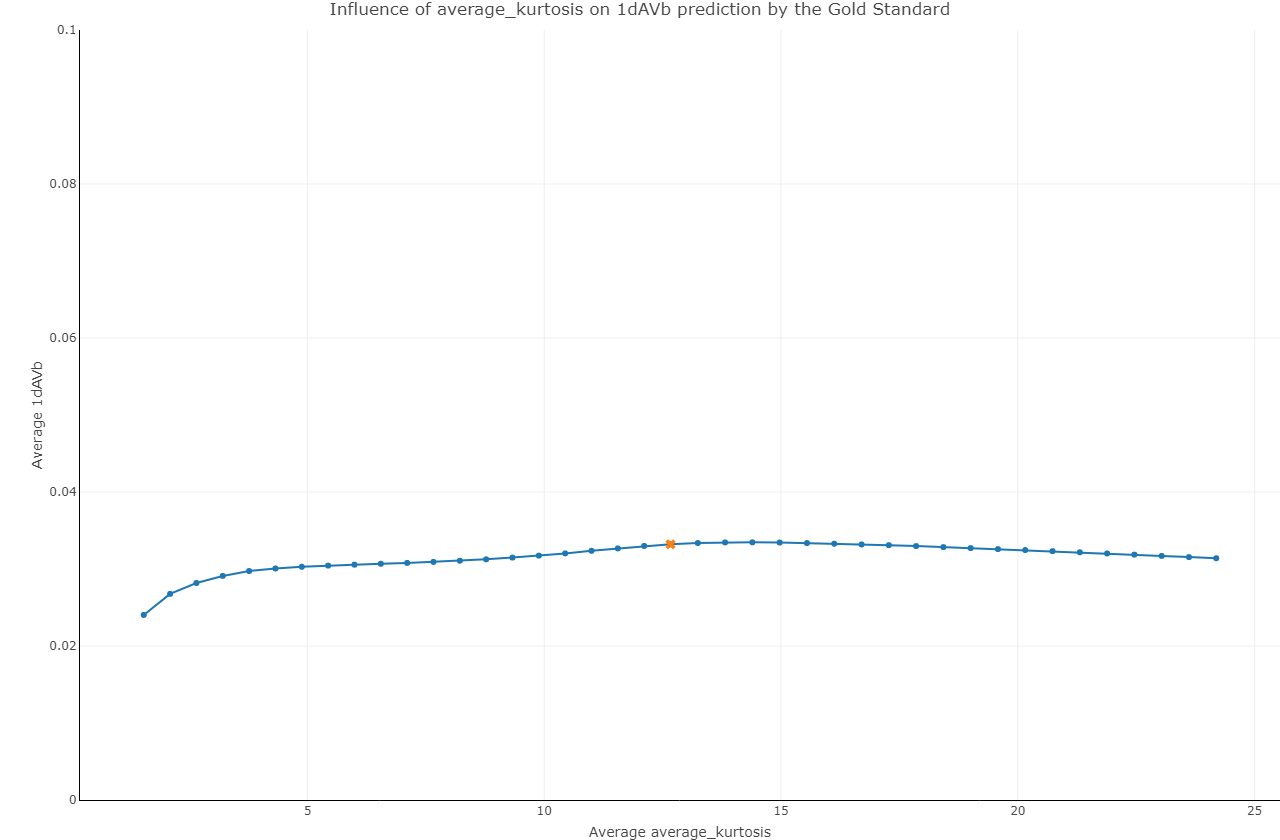 Influence of average_kurtosis on 1dAVb prediction by the Gold Standard
0.1
0.08
0.06
0.04
0.02
0
Average 1dAVb
5 10 15 20 25
Average average_kurtosis